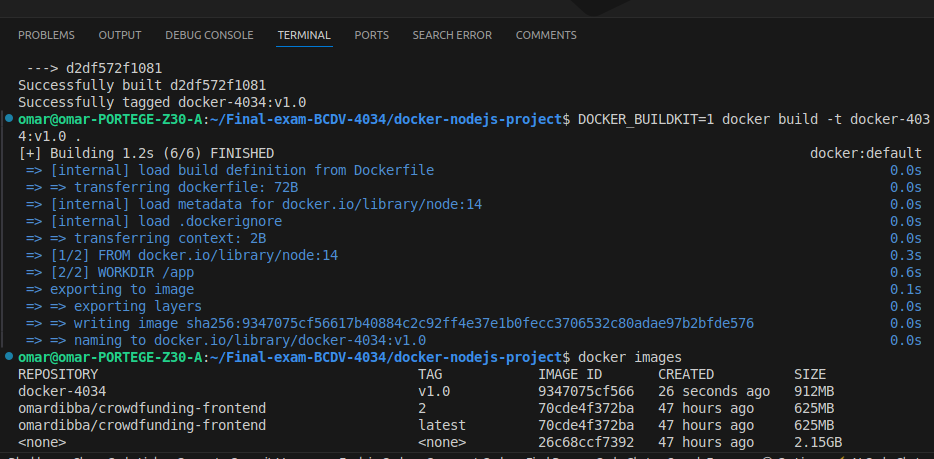 PROBLEMS OUTPUT DEBUG CONSOLE TERMINAL PORTS SEARCH ERROR COMMENTS
---> d2df572f1081
Successfully built d2df572f1081
Successfully tagged docker-4034:v1.0
omar@omar-PORTEGE-Z30-A:~/Final-exam-BCDV-4034/docker-nodejs-project$ DOCKER_BUILDKIT=1 docker build -t docker-403
4:v1.0 .
[+] Building 1.2s (6/6) FINISHED docker:default
=> [internal] load build definition from Dockerfile 0.0s
=> => transferring dockerfile: 72B 0.0s
=> [internal] load metadata for docker.io/library/node:14 0.0s
=> [internal] load .dockerignore 0.0s
=> => transferring context: 2B 0.0s
=> [1/2] FROM docker.io/library/node:14 0.3s
=> [2/2] WORKDIR /app 0.6s
=> exporting to image 0.1s
=> => exporting layers 0.0s
=> => writing image sha256:9347075cf56617b40884c2c92ff4e37e1b0fecc3706532c80adae97b2bfde576 0.0s
=> => naming to docker.io/library/docker-4034:v1.0 0.0s
omar@omar-PORTEGE-Z30-A:~/Final-exam-BCDV-4034/docker-nodejs-project$ docker images
REPOSITORY TAG IMAGE ID CREATED SIZE
docker-4034 v1.0 9347075cf566 26 seconds ago 912MB
omardibba/crowdfunding-frontend 2 70cde4f372ba 47 hours ago 625MB
omardibba/crowdfunding-frontend latest 70cde4f372ba 47 hours ago 625MB
<none> <none> 26c68ccf7392 47 hours ago 2.15GB